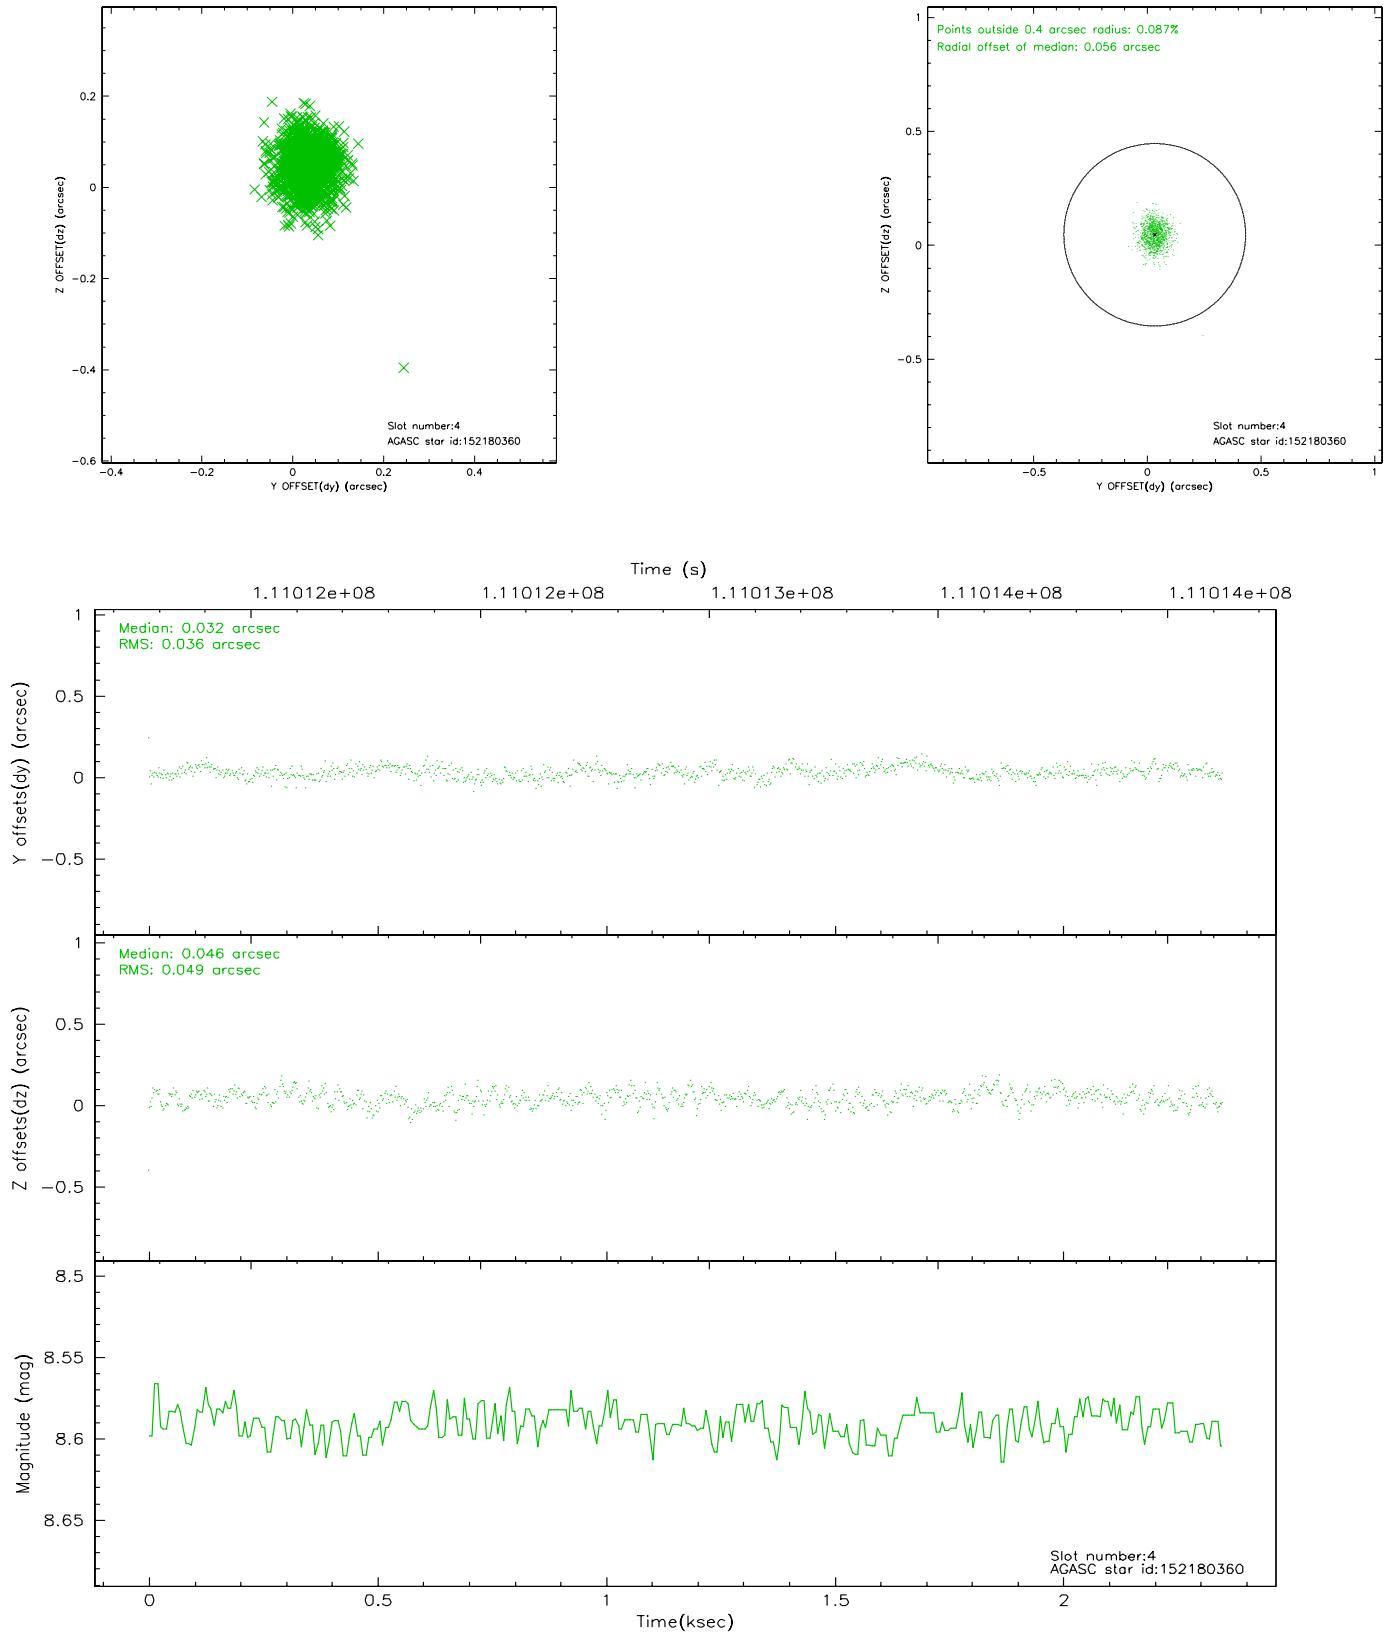 0.2
0
−0.2
−0.4
−0.6
Z OFFSET(dz) (arcsec)
−0.4 −0.2 0 0.2 0.4
Y OFFSET(dy) (arcsec)
Slot number:4
AGASC star id:152180360
Points outside 0.4 arcsec radius: 0.087%
Radial offset of median: 0.056 arcsec
1
0.5
0
−0.5
Z OFFSET(dz) (arcsec)
Slot number:4
AGASC star id:152180360
−0.5 0 0.5 1
Y OFFSET(dy) (arcsec)
Time (s)
1.11012e+08 1.11012e+08 1.11013e+08 1.11014e+08 1.11014e+08
Median: 0.032 arcsec
RMS: 0.036 arcsec
1
0.5
0
−0.5
Y offsets(dy) (arcsec)
Median: 0.046 arcsec
RMS: 0.049 arcsec
1
0.5
0
−0.5
Z offsets(dz) (arcsec)
8.5
8.55
8.6
8.65
Magnitude (mag)
Slot number:4
AGASC star id:152180360
0 0.5 1 1.5 2
Time(ksec)